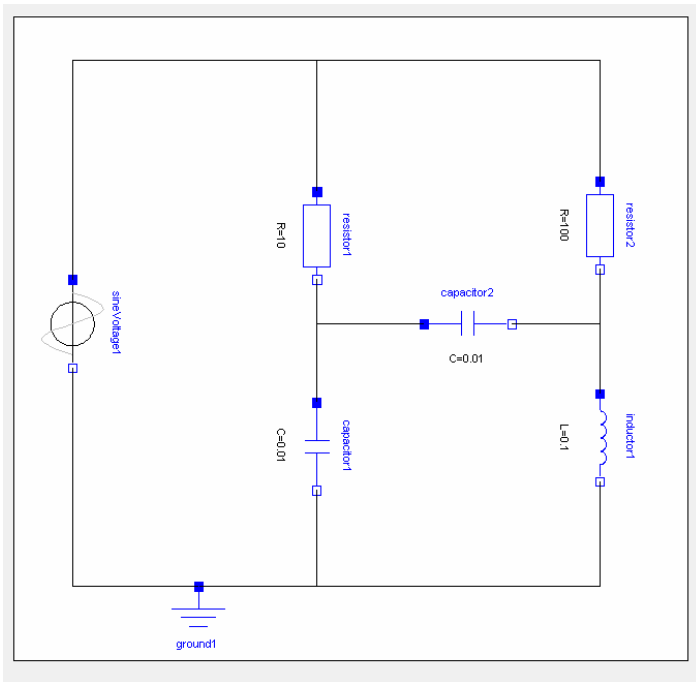 sineVoltage1
R=10
resistor1
R=100
resistor2
capacitor2
C=0.01
C=0.01
capacitor1
L=0.1
inductor1
ground1